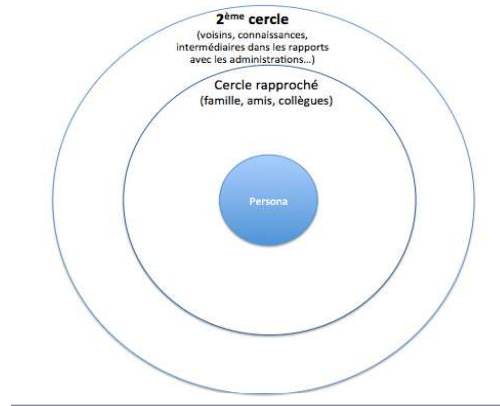 2ème cercle
(voisins, connaissances,
intermédiaires dans les rapports
avec les administrations...)
Cercle rapproché
(famille, amis, collègues)
Persona